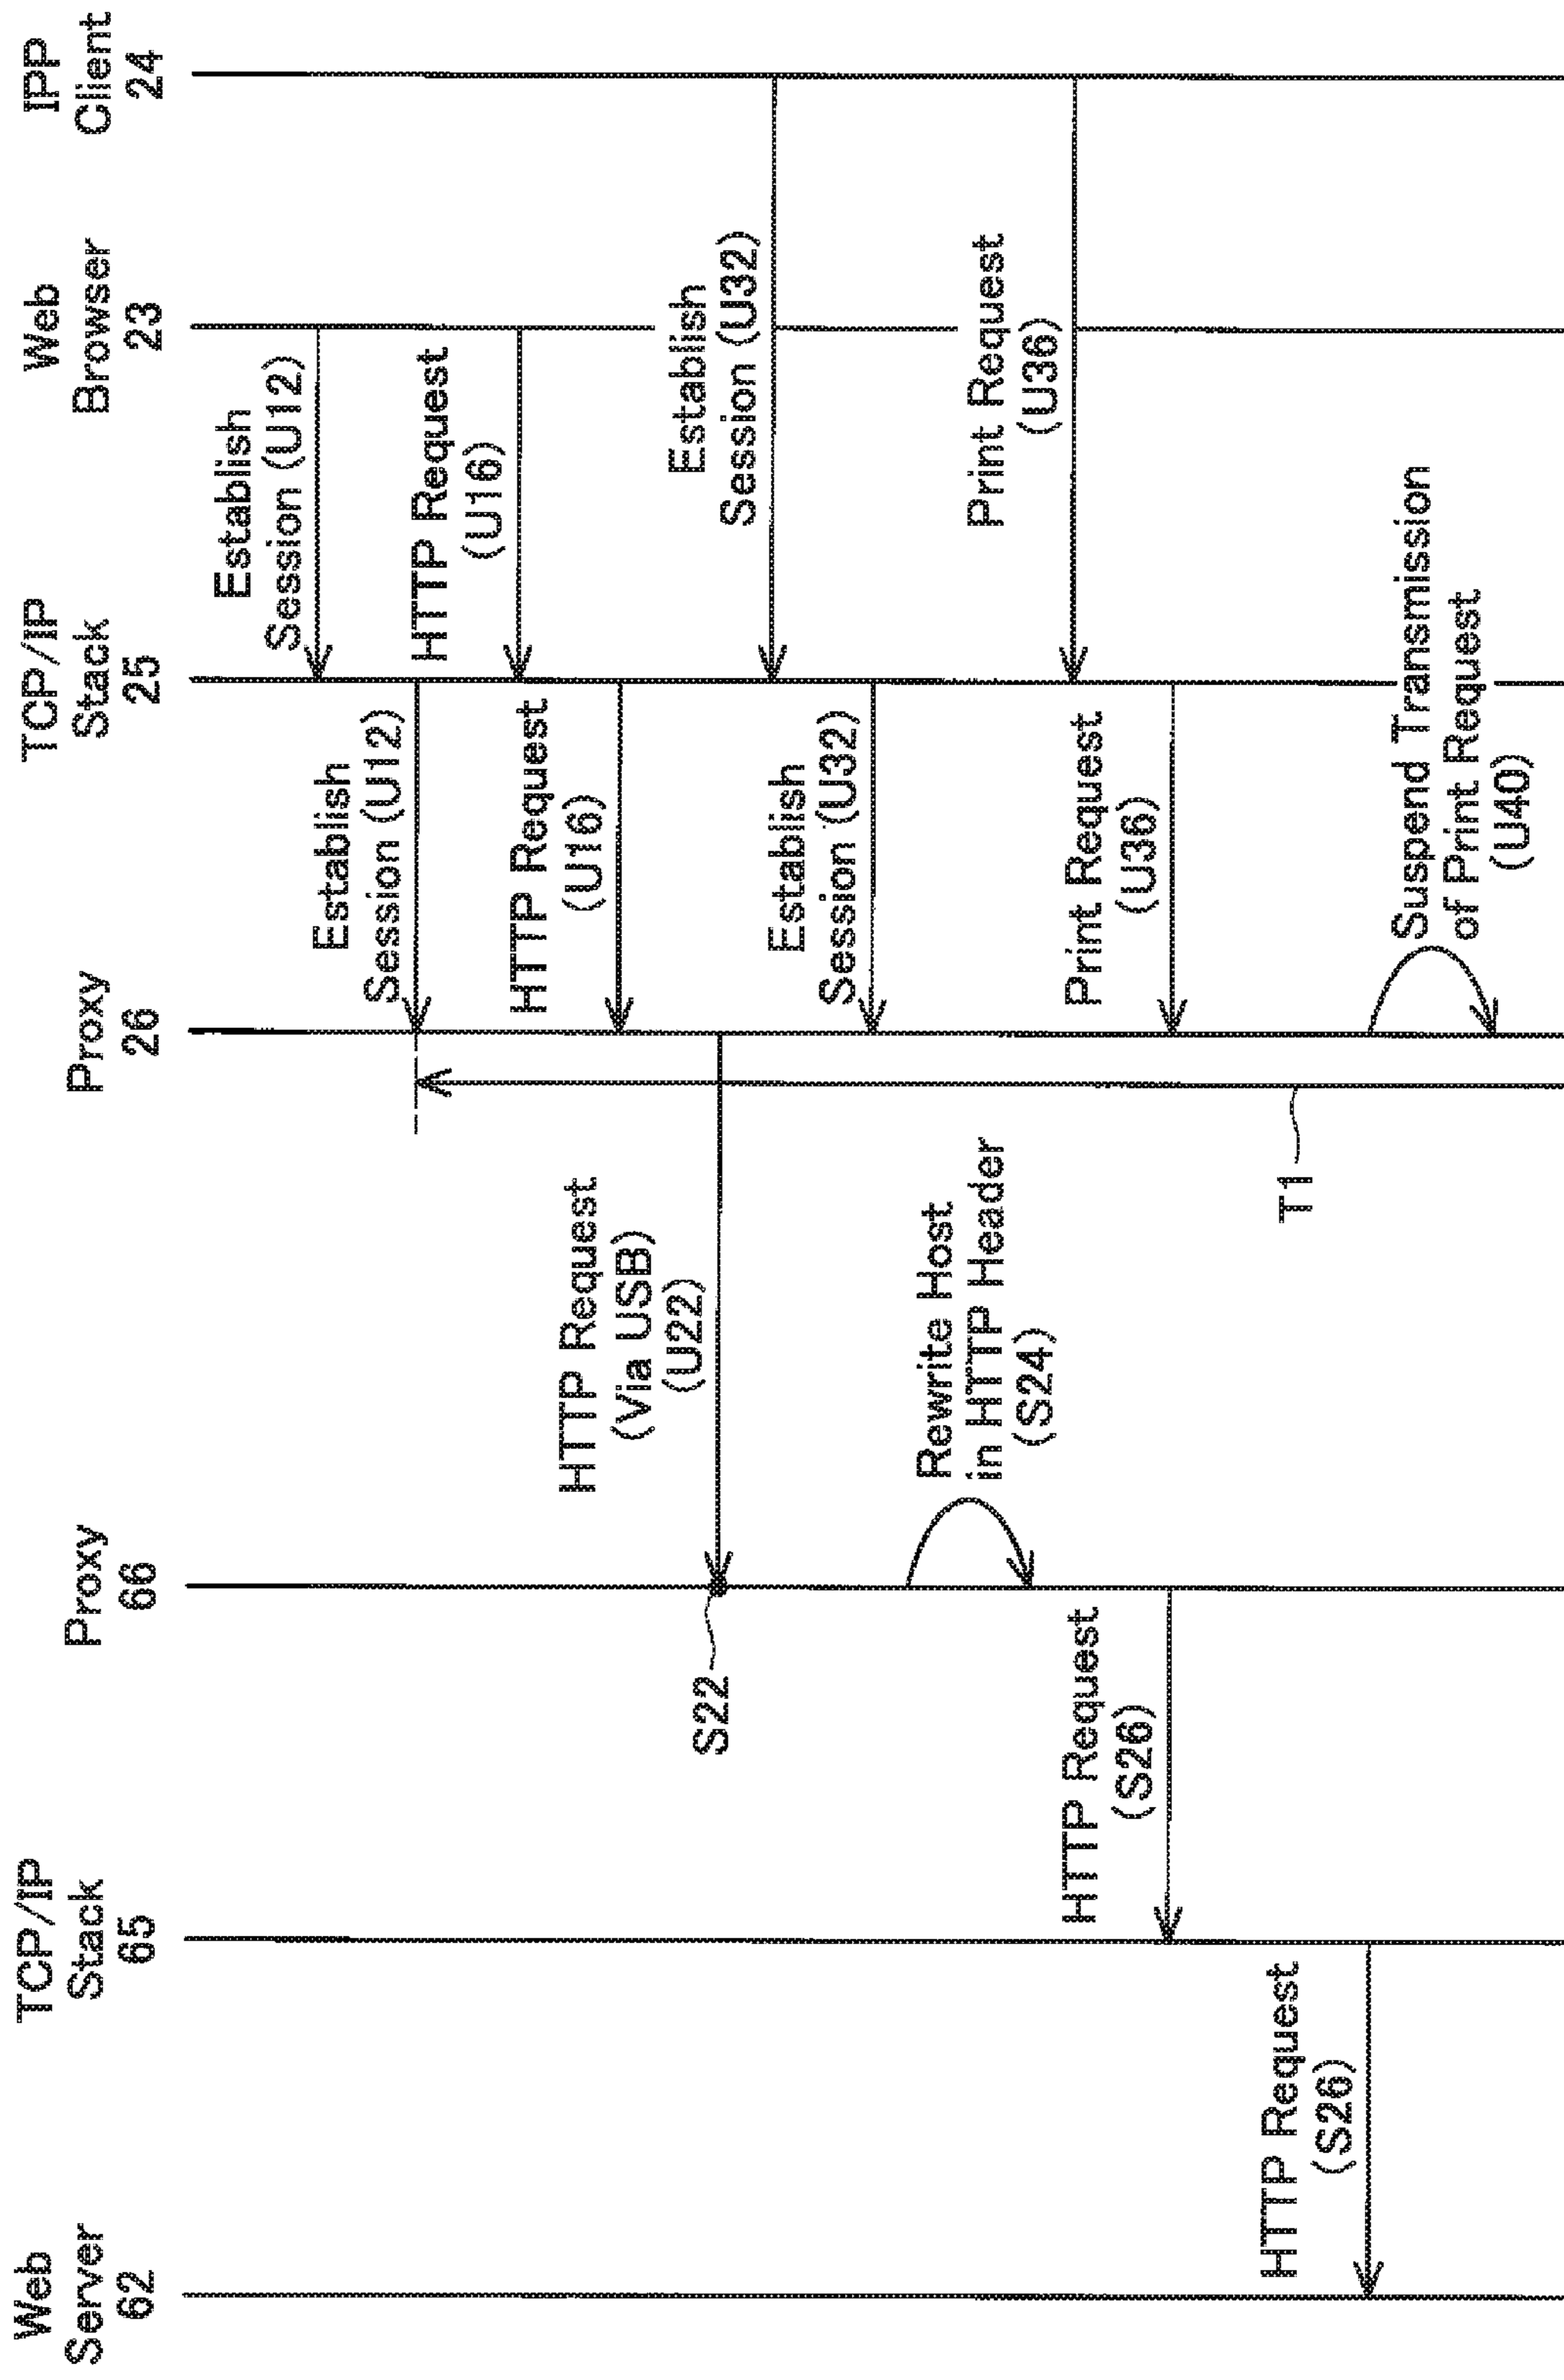 Web
Server
62
TCP/IP
Stack
65
Proxy
66
Proxy
26
TCP/IP
Stack
25
Web
Browser
23
IPP
Client
24
Establish
Session (U12)
Establish
Session (U12)
HTTP Request
(U16)
HTTP Request
(U16)
HTTP Request
(Via USB)
(U22)
S22
Establish
Session (U32)
Establish
Session (U32)
Rewrite Host
in HTTP Header
(S24)
Print Request
(U36)
Print Request
(U36)
HTTP Request
(S26)
HTTP Request
(S26)
T1
Suspend Transmission
of Print Request
(U40)